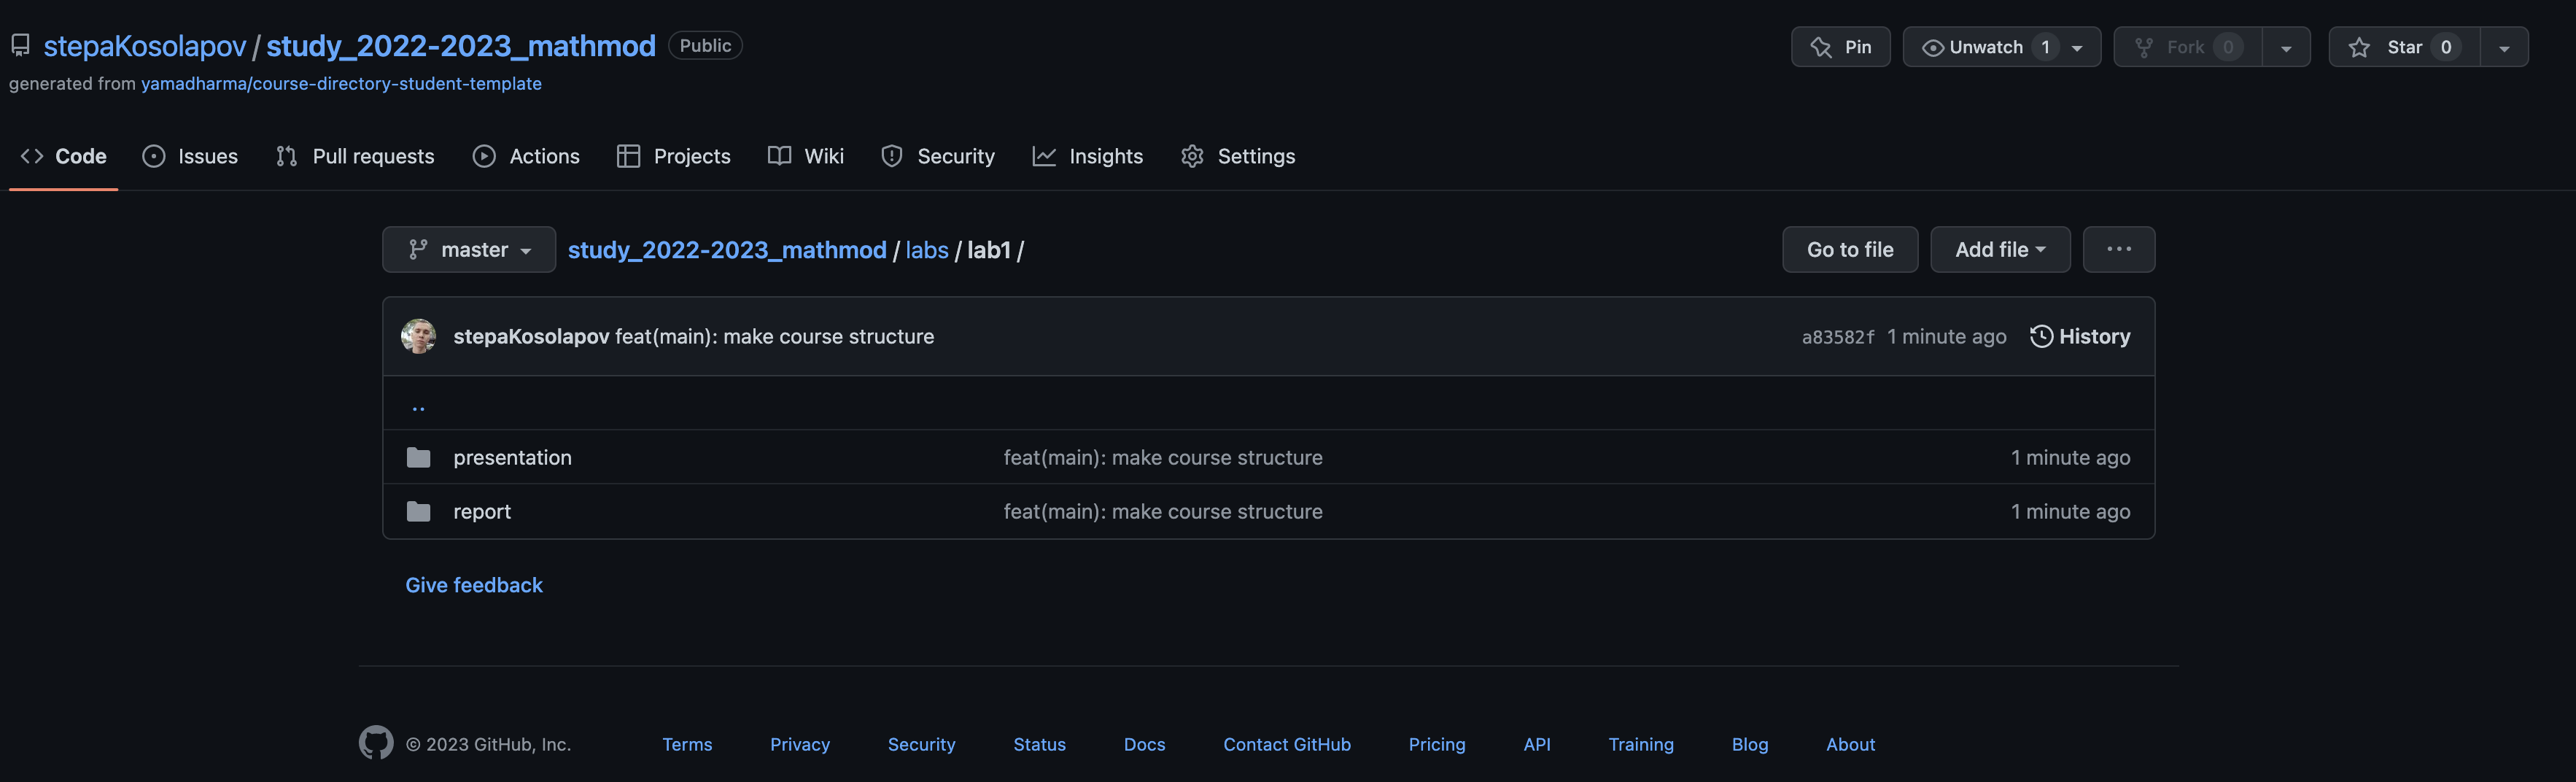 stepaKosolapov / study_2022-2023_mathmod Public Pin Unwatch 1 Fork 0 Star 0
generated from yamadharma/course-directory-student-template
Code Issues Pull requests Actions Projects Wiki Security Insights Settings
master study_2022-2023_mathmod / labs / lab1 / Go to file Add file ...
stepaKosolapov feat(main): make course structure a83582f 1 minute ago History
..
presentation feat(main): make course structure 1 minute ago
report feat(main): make course structure 1 minute ago
Give feedback
© 2023 GitHub, Inc. Terms Privacy Security Status Docs Contact GitHub Pricing API Training Blog About